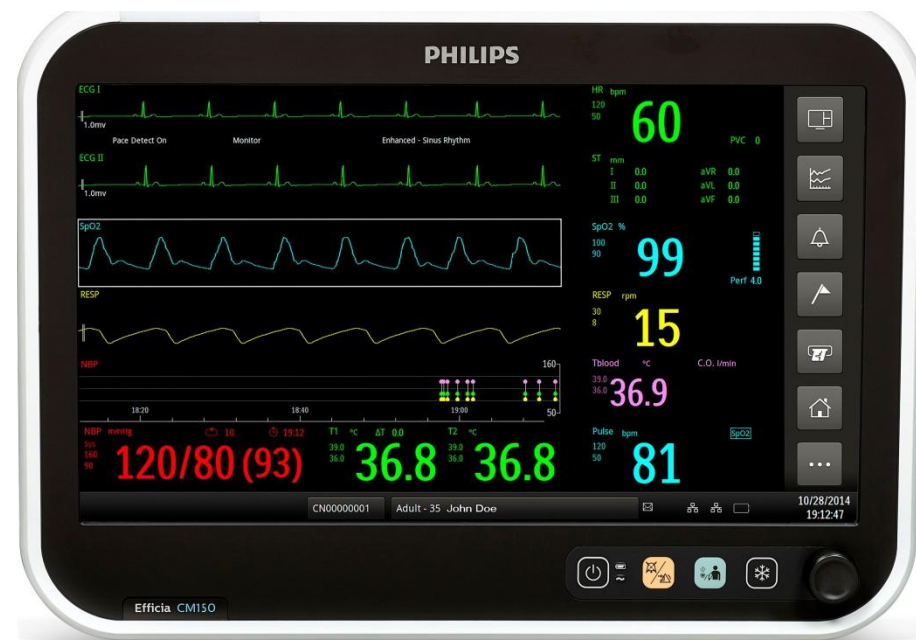 PHILIPS
ECG I
1.0mv
Pace Detect On Monitor Enhanced - Sinus Rhythm
ECG II
1.0mv
SpO2
RESP
NBP
160
50
18:20 18:40 19:00
NBP mmHg 10 19:12
Sys
160
90
120/80 (93)
T1 °C ΔT 0.0 T2 °C
39.0
36.0
36.8
39.0
36.0
36.8
HR bpm
120
50
60
PVC 0
ST mm
I 0.0 aVR 0.0
II 0.0 aVL 0.0
III 0.0 aVF 0.0
SpO2 %
100
90
99
Perf 4.0
RESP rpm
30
8
15
Tblood °C C.O. l/min
39.0
36.0
36.9
Pulse bpm SpO2
120
50
81
CN00000001 Adult - 35 John Doe
10/28/2014
19:12:47
Efficia CM150